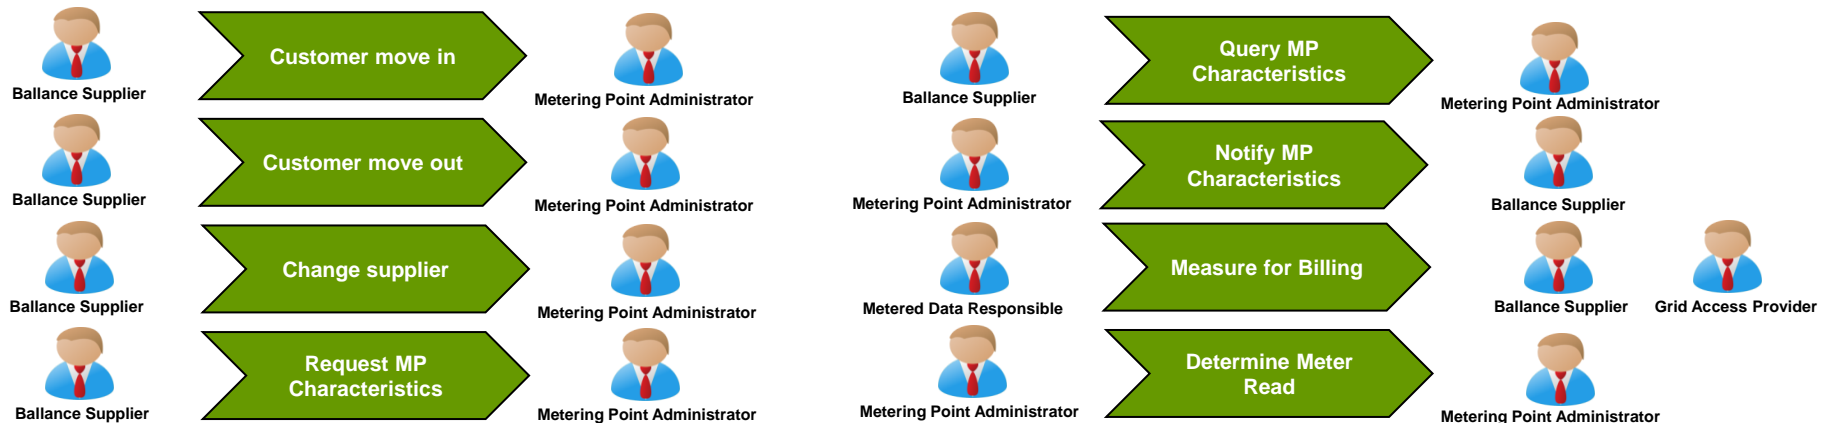 Customer move in
Ballance Supplier
Metering Point Administrator
Customer move out
Ballance Supplier
Metering Point Administrator
Change supplier
Ballance Supplier
Metering Point Administrator
Request MP
Characteristics
Ballance Supplier
Metering Point Administrator
Query MP
Characteristics
Ballance Supplier
Metering Point Administrator
Notify MP
Characteristics
Metering Point Administrator
Ballance Supplier
Measure for Billing
Metered Data Responsible
Ballance Supplier
Grid Access Provider
Determine Meter
Read
Metering Point Administrator
Metering Point Administrator